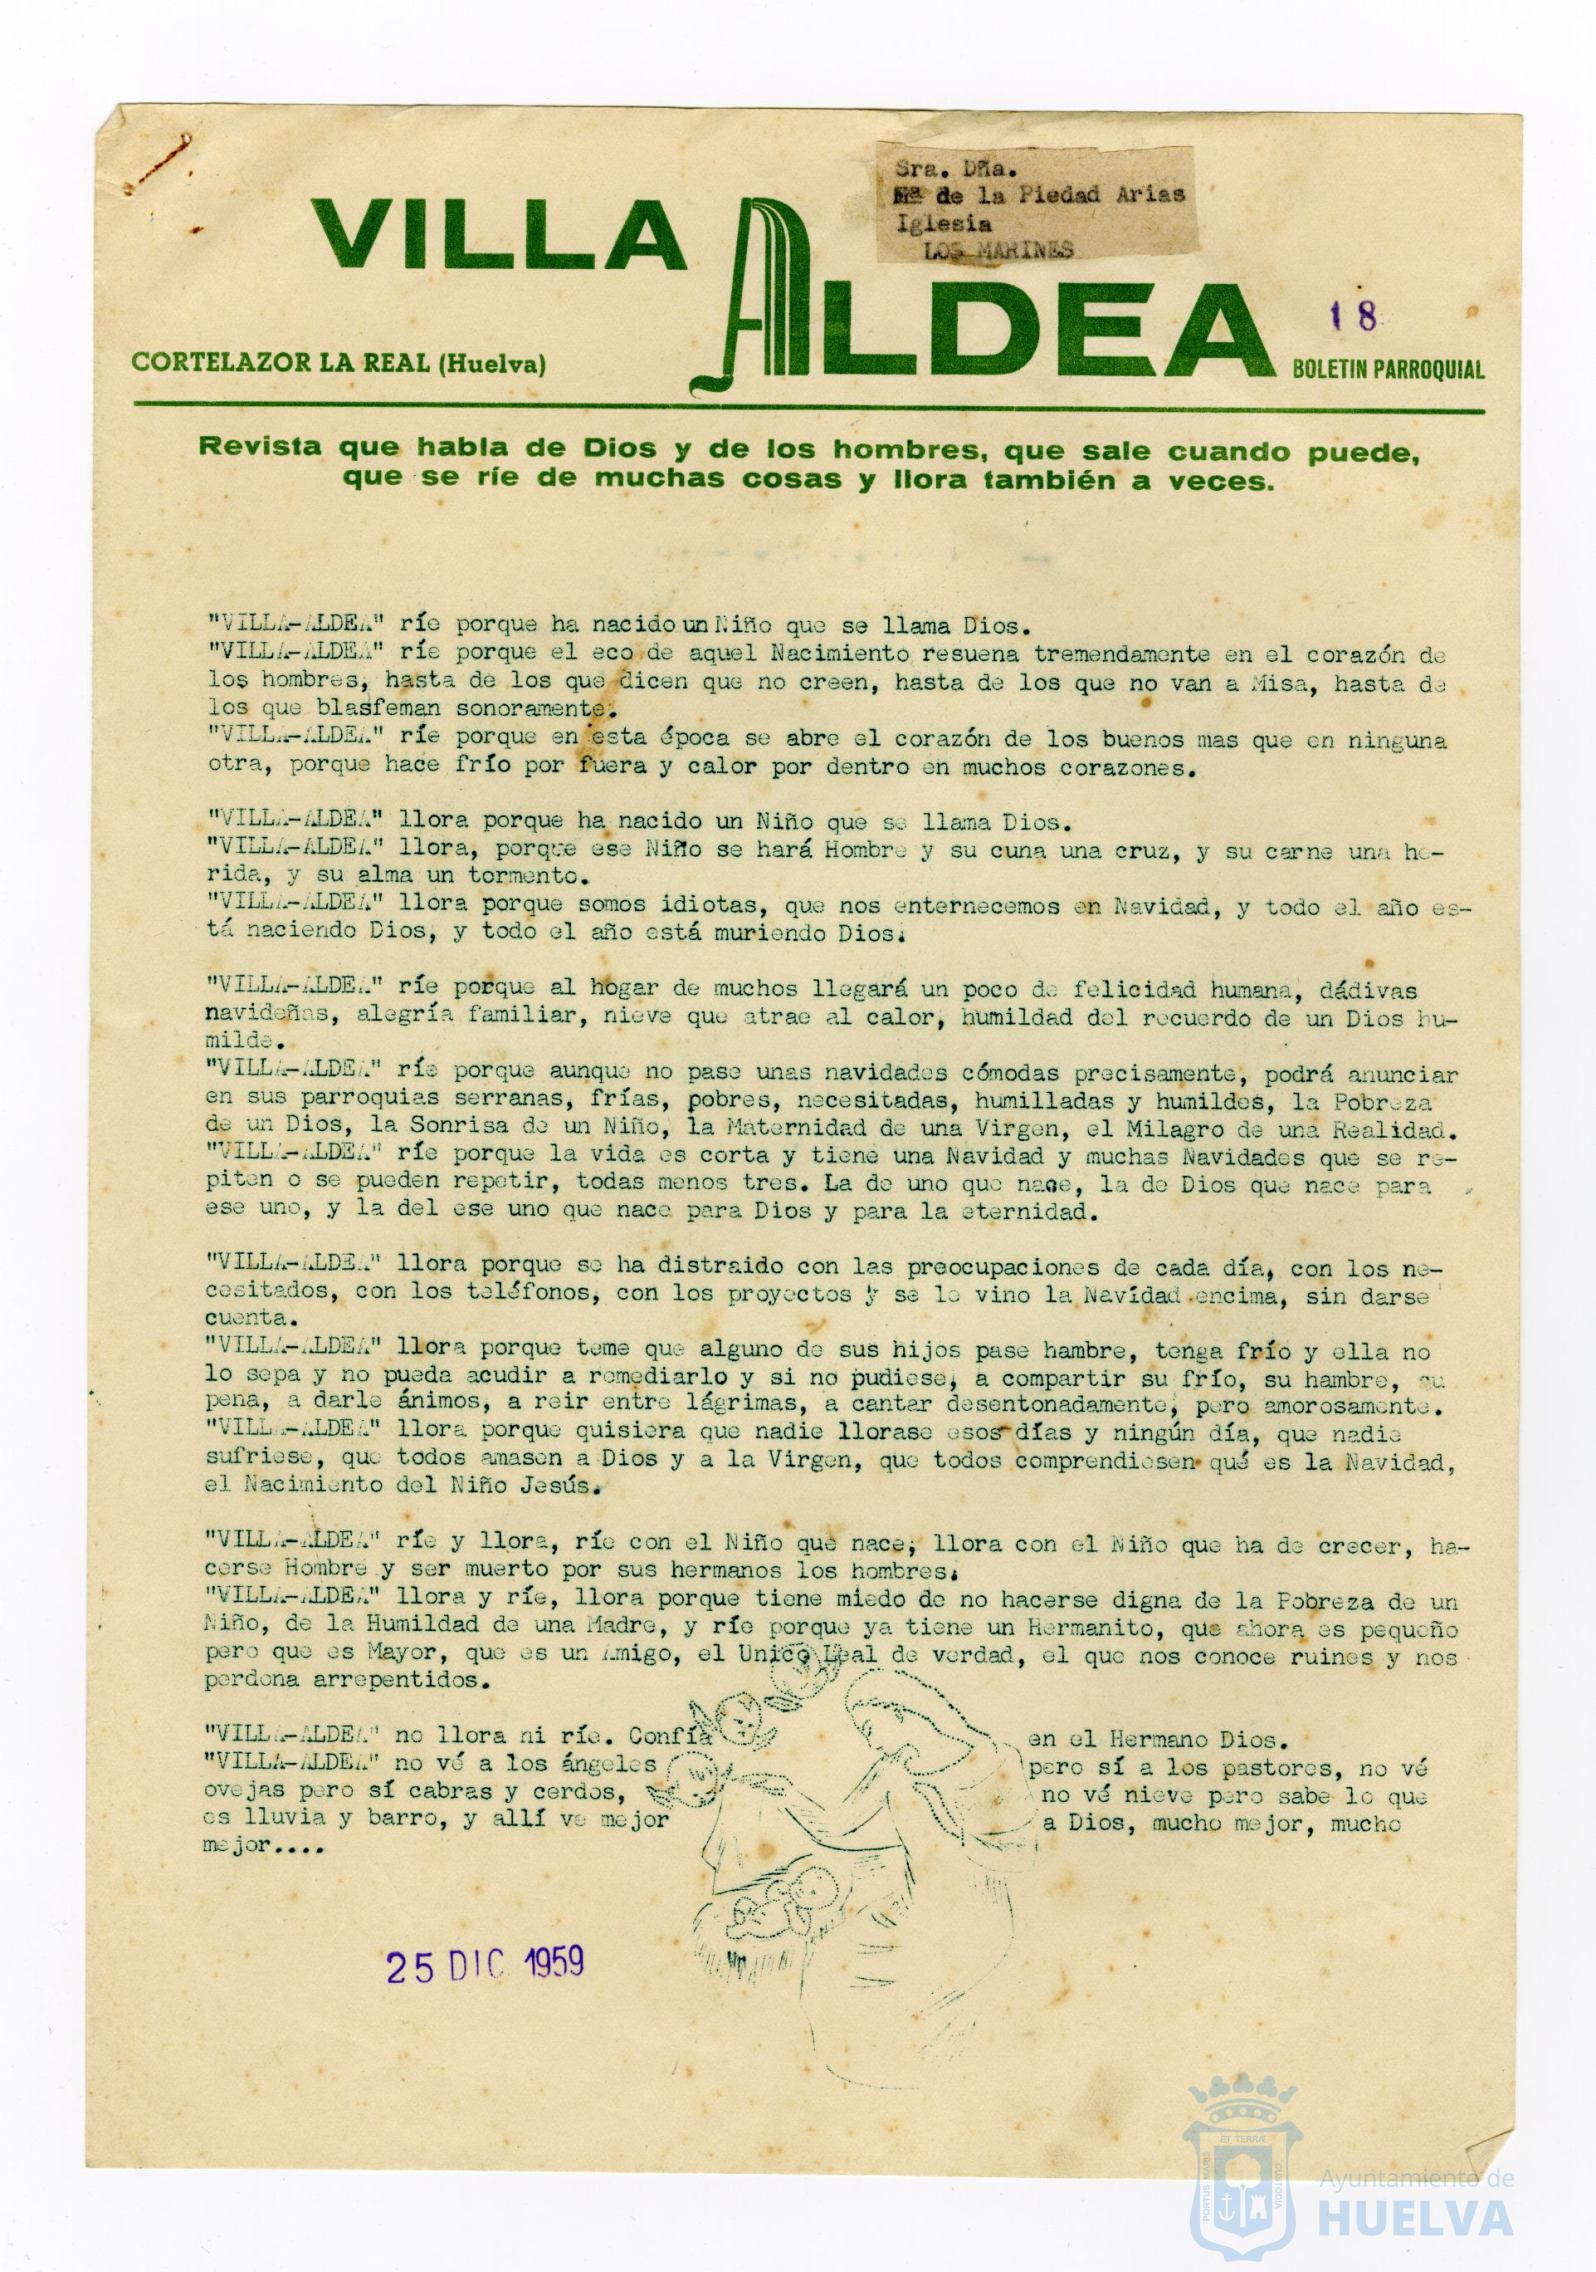 Sra. Dña.
Mª de la Piedad Arias
Iglesia
LOS MARINES
VILLA
ALDEA
18
CORTELAZOR LA REAL (Huelva)
BOLETIN PARROQUIAL
Revista que habla de Dios y de los hombres, que sale cuando puede,
que se ríe de muchas cosas y llora también a veces.
"VILLA-ALDEA" ríe porque ha nacido un Niño que se llama Dios.
"VILLA-ALDEA" ríe porque el eco de aquel Nacimiento resuena tremendamente en el corazón de
los hombres, hasta de los que dicen que no creen, hasta de los que no van a Misa, hasta de
los que blasfeman sonoramente.
"VILLA-ALDEA" ríe porque en esta época se abre el corazón de los buenos mas que en ninguna
otra, porque hace frío por fuera y calor por dentro en muchos corazones.
"VILLA-ALDEA" llora porque ha nacido un Niño que se llama Dios.
"VILLA-ALDEA" llora, porque ese Niño se hará Hombre y su cuna una cruz, y su carne una he-
rida, y su alma un tormento.
"VILLA-ALDEA" llora porque somos idiotas, que nos enternecemos en Navidad, y todo el año es-
tá naciendo Dios, y todo el año está muriendo Dios.
"VILLA-ALDEA" ríe porque al hogar de muchos llegará un poco de felicidad humana, dádivas
navideñas, alegría familiar, nieve que atrae al calor, humildad del recuerdo de un Dios hu-
milde.
"VILLA-ALDEA" ríe porque aunque no pase unas navidades cómodas precisamente, podrá anunciar
en sus parroquias serranas, frías, pobres, necesitadas, humilladas y humildes, la Pobreza
de un Dios, la Sonrisa de un Niño, la Maternidad de una Virgen, el Milagro de una Realidad.
"VILLA-ALDEA" ríe porque la vida es corta y tiene una Navidad y muchas Navidades que se re-
piten o se pueden repetir, todas menos tres. La de uno que nace, la de Dios que nace para
ese uno, y la del ese uno que nace para Dios y para la eternidad.
"VILLA-ALDEA" llora porque se ha distraido con las preocupaciones de cada día, con los ne-
cesitados, con los teléfonos, con los proyectos y se le vino la Navidad encima, sin darse
cuenta.
"VILLA-ALDEA" llora porque teme que alguno de sus hijos pase hambre, tenga frío y ella no
lo sepa y no pueda acudir a remediarlo y si no pudiese, a compartir su frío, su hambre, su
pena, a darle ánimos, a reir entre lágrimas, a cantar desentonadamente, pero amorosamente.
"VILLA-ALDEA" llora porque quisiera que nadie llorase esos días y ningún día, que nadie
sufriese, que todos amasen a Dios y a la Virgen, que todos comprendiesen qué es la Navidad,
el Nacimiento del Niño Jesús.
"VILLA-ALDEA" ríe y llora, ríe con el Niño que nace, llora con el Niño que ha de crecer, ha-
cerse Hombre y ser muerto por sus hermanos los hombres.
"VILLA-ALDEA" llora y ríe, llora porque tiene miedo de no hacerse digna de la Pobreza de un
Niño, de la Humildad de una Madre, y ríe porque ya tiene un Hermanito, que ahora es pequeño
pero que es Mayor, que es un Amigo, el Unico Leal de verdad, el que nos conoce ruines y nos
perdona arrepentidos.
"VILLA-ALDEA" no llora ni ríe. Confía en el Hermano Dios.
"VILLA-ALDEA" no vé a los ángeles pero sí a los pastores, no vé
ovejas pero sí cabras y cerdos, no vé nieve pero sabe lo que
es lluvia y barro, y allí ve mejor a Dios, mucho mejor, mucho
mejor....
25 DIC 1959
ET TERRÆ
PORTUS MARIS
CUSTODIA
Ayuntamiento de
HUELVA